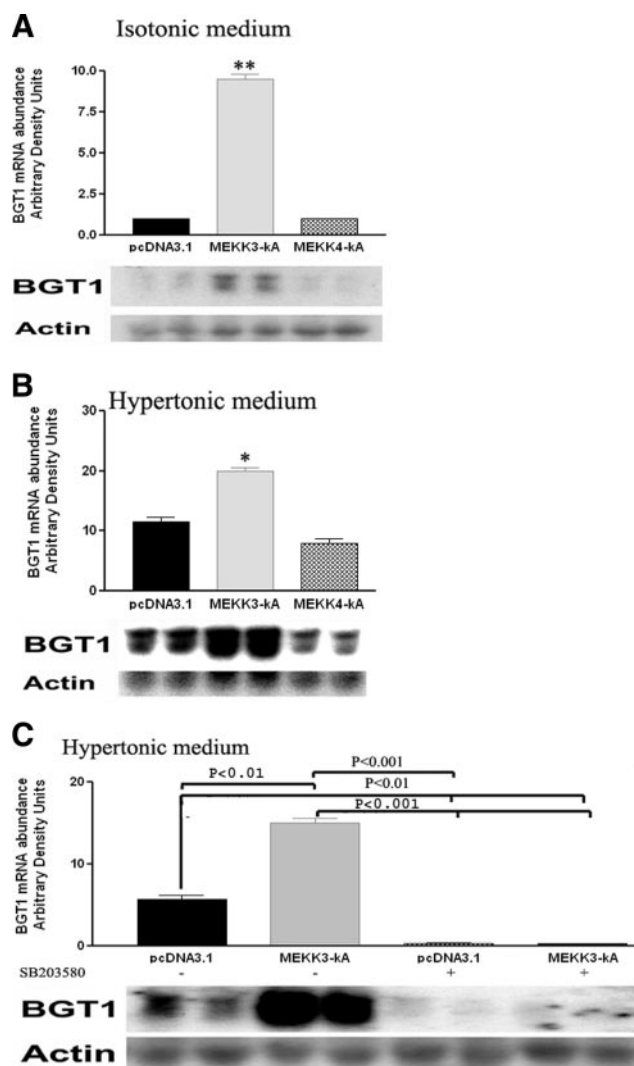 A
Isotonic medium
BGT1 mRNA abundance
Arbitrary Density Units
10.0
7.5
5.0
2.5
0.0
**
pcDNA3.1 MEKK3-kA MEKK4-kA
BGT1
Actin
B
Hypertonic medium
BGT1 mRNA abundance
Arbitrary Density Units
30
20
10
0
*
pcDNA3.1 MEKK3-kA MEKK4-kA
BGT1
Actin
C
Hypertonic medium
BGT1 mRNA abundance
Arbitrary Density Units
20
10
0
P<0.01 P<0.001
P<0.01
P<0.001
pcDNA3.1 MEKK3-kA pcDNA3.1 MEKK3-kA
SB203580 - - + +
BGT1
Actin